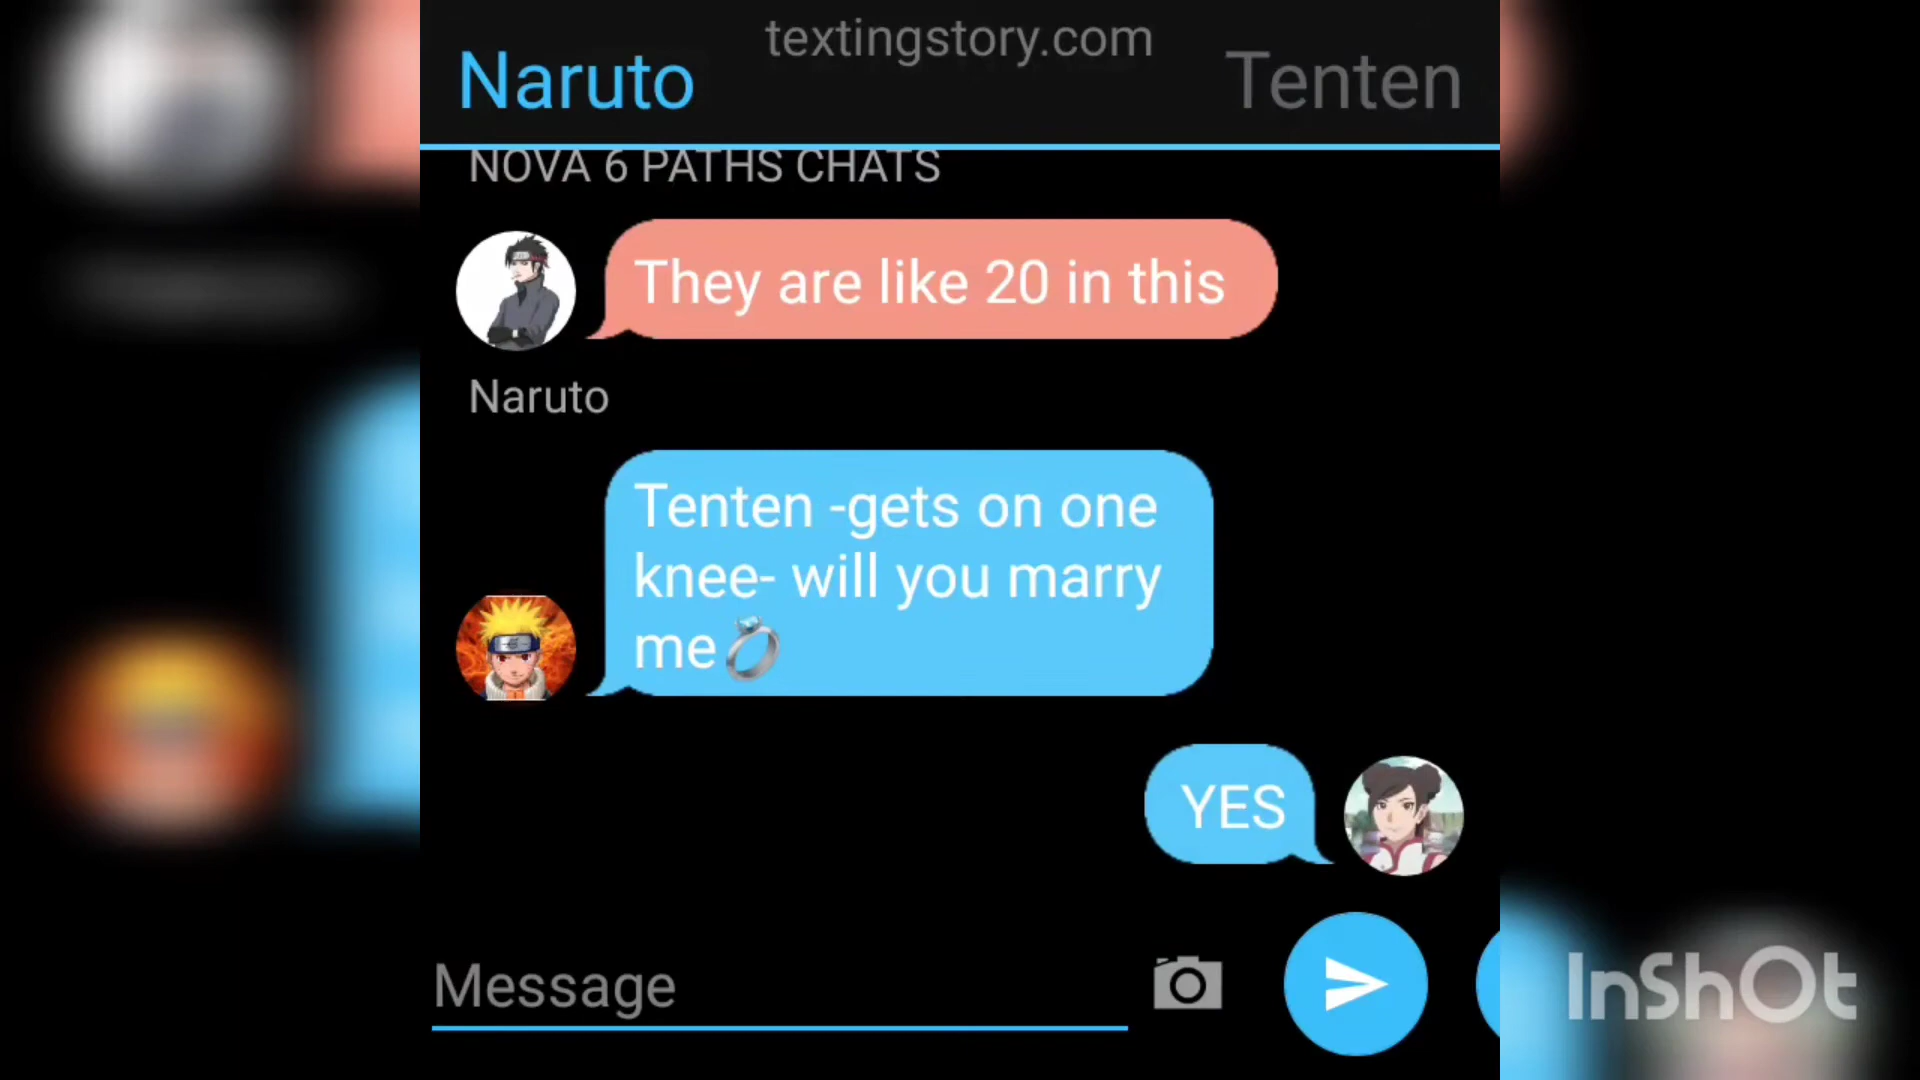 textingstory.com
Naruto
Tenten
NOVA 6 PATHS CHATS
They are like 20 in this
Naruto
Tenten -gets on one
knee- will you marry
me💍
YES
Message
InShOt